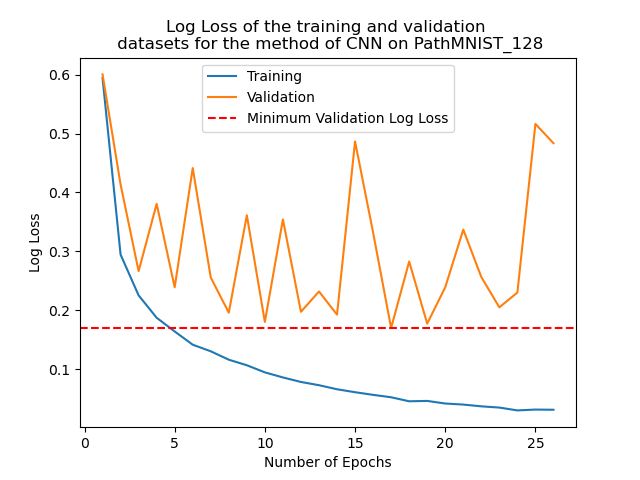 Log Loss of the training and validation
datasets for the method of CNN on PathMNIST_128
Training
Validation
Minimum Validation Log Loss
Log Loss
0.6
0.5
0.4
0.3
0.2
0.1
0 5 10 15 20 25
Number of Epochs